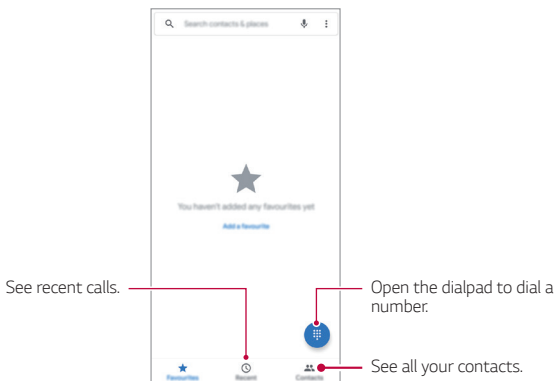 Search contacts & places
You haven't added any favourites yet
Add a favourite
See recent calls.
Open the dialpad to dial a
number.
See all your contacts.
Favourites
Recent
Contacts